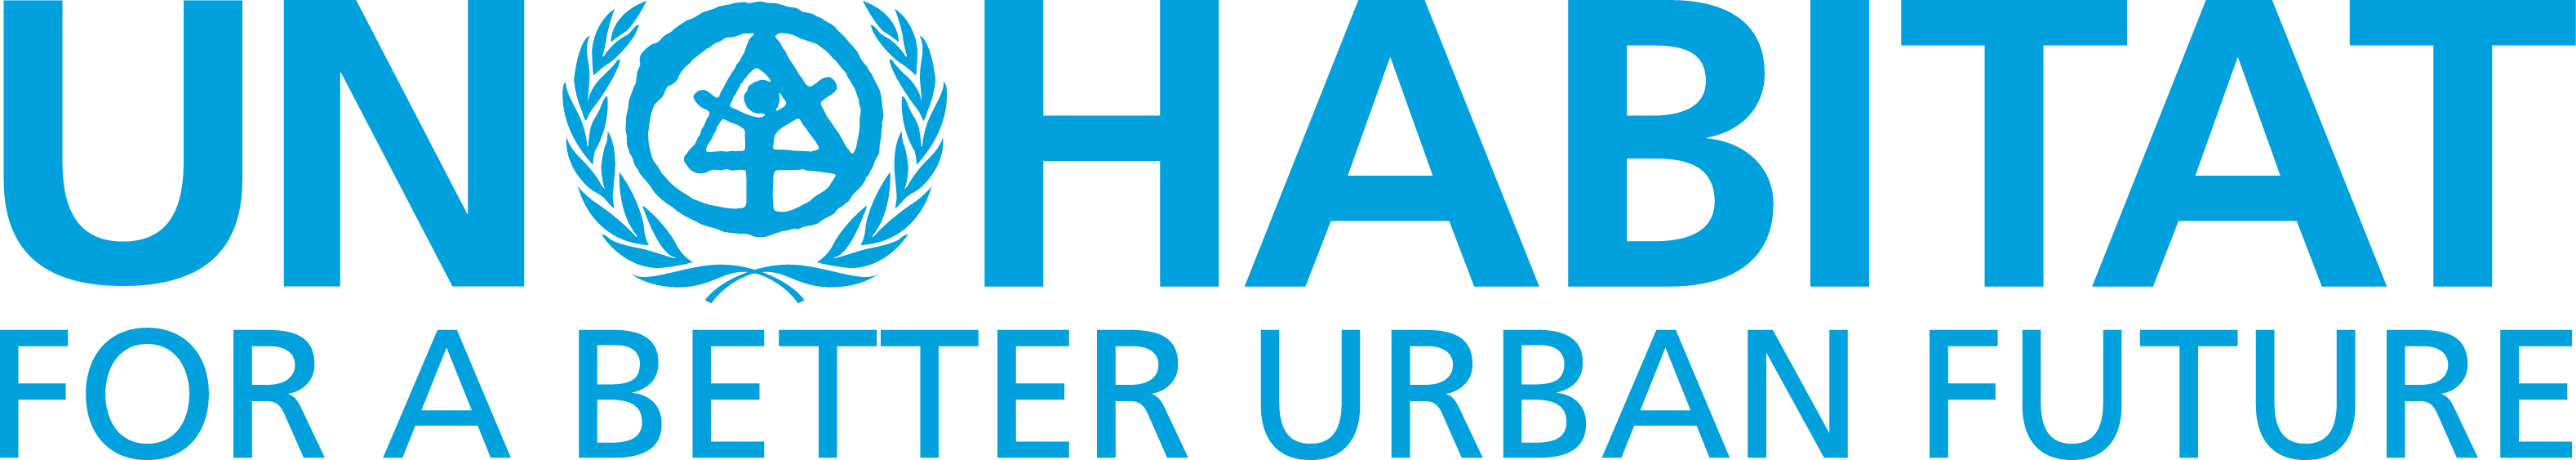 UN HABITAT
FOR A BETTER URBAN FUTURE